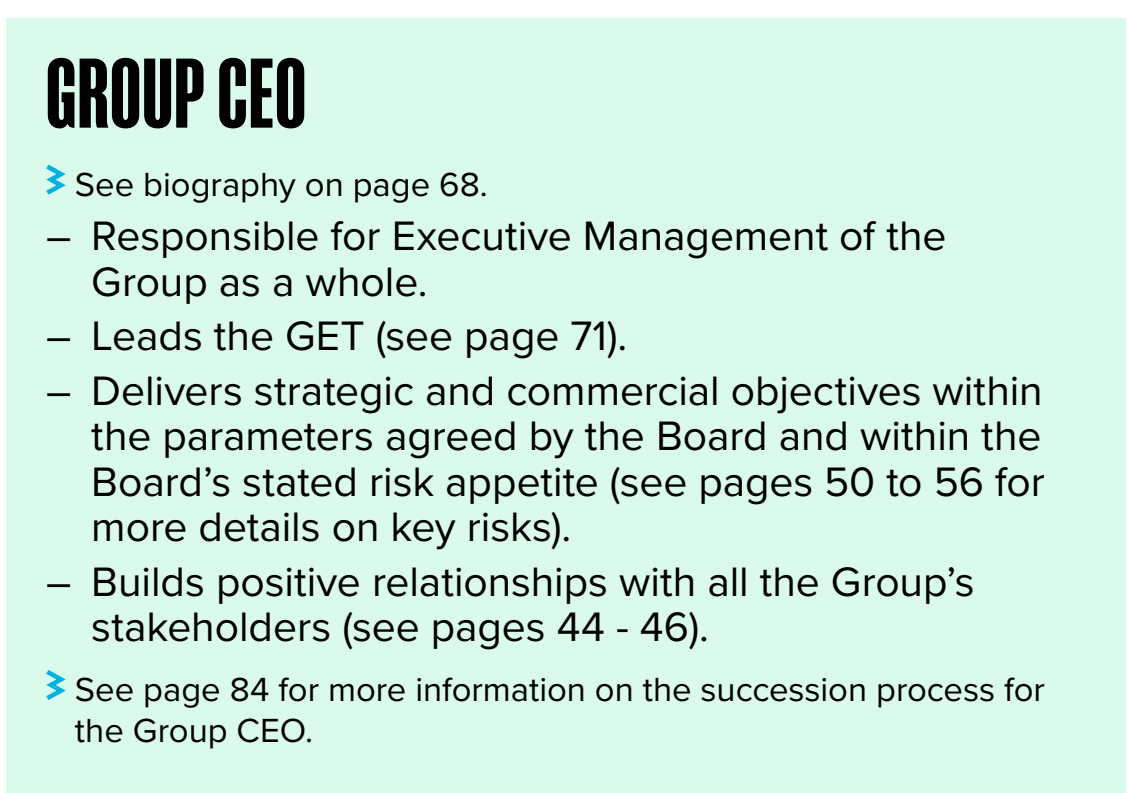 GROUP CEO
See biography on page 68.
– Responsible for Executive Management of the
Group as a whole.
– Leads the GET (see page 71).
– Delivers strategic and commercial objectives within
the parameters agreed by the Board and within the
Board’s stated risk appetite (see pages 50 to 56 for
more details on key risks).
– Builds positive relationships with all the Group’s
stakeholders (see pages 44 - 46).
See page 84 for more information on the succession process for
the Group CEO.